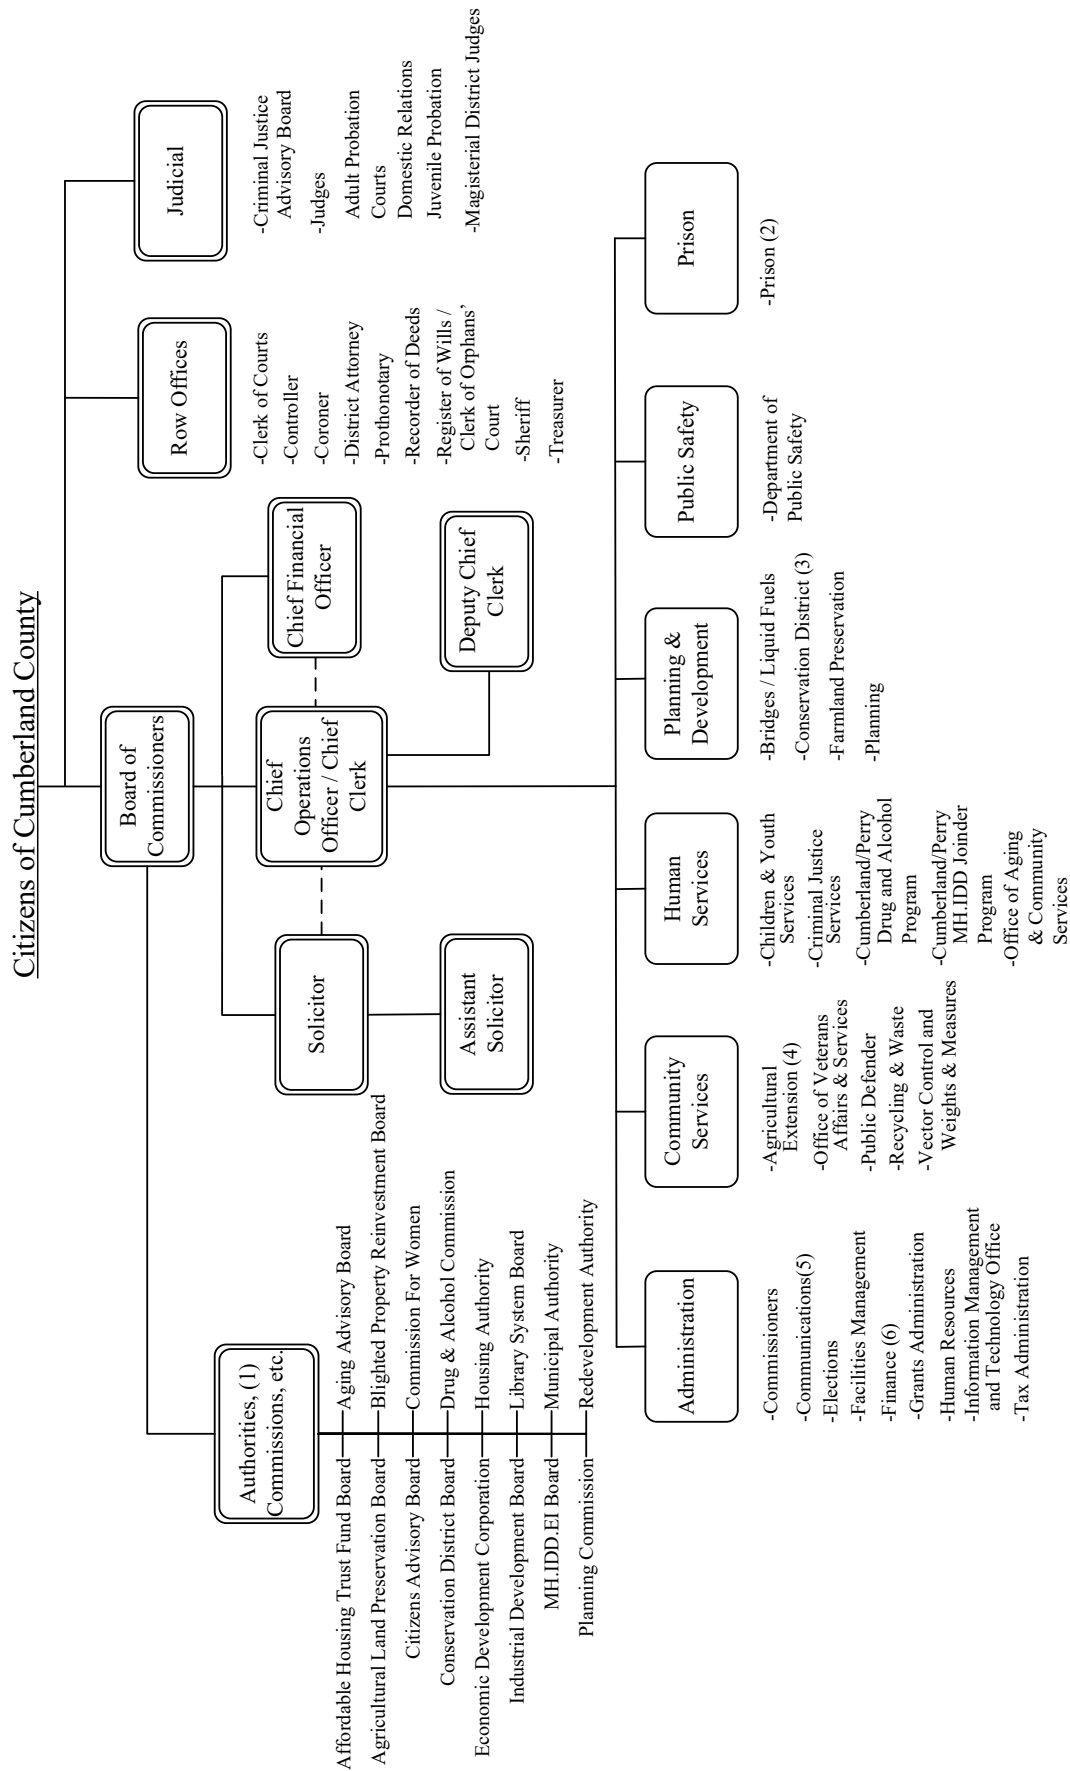 Citizens of Cumberland County
Board of
Commissioners
Row Offices
Judicial
-Clerk of Courts
-Controller
-Coroner
-District Attorney
-Prothonotary
-Recorder of Deeds
-Register of Wills /
Clerk of Orphans’
Court
-Sheriff
-Treasurer
-Criminal Justice
Advisory Board
-Judges
Adult Probation
Courts
Domestic Relations
Juvenile Probation
-Magisterial District Judges
Authorities, (1)
Commissions, etc.
Affordable Housing Trust Fund Board
Aging Advisory Board
Agricultural Land Preservation Board
Blighted Property Reinvestment Board
Citizens Advisory Board
Commission For Women
Conservation District Board
Drug & Alcohol Commission
Economic Development Corporation
Housing Authority
Industrial Development Board
Library System Board
MH.IDD.EI Board
Municipal Authority
Planning Commission
Redevelopment Authority
Solicitor
Chief
Operations
Officer / Chief
Clerk
Chief Financial
Officer
Assistant
Solicitor
Deputy Chief
Clerk
Administration
-Commissioners
-Communications(5)
-Elections
-Facilities Management
-Finance (6)
-Grants Administration
-Human Resources
-Information Management
and Technology Office
-Tax Administration
Community
Services
-Agricultural
Extension (4)
-Office of Veterans
Affairs & Services
-Public Defender
-Recycling & Waste
-Vector Control and
Weights & Measures
Human
Services
-Children & Youth
Services
-Criminal Justice
Services
-Cumberland/Perry
Drug and Alcohol
Program
-Cumberland/Perry
MH.IDD Joinder
Program
-Office of Aging
& Community
Services
Planning &
Development
-Bridges / Liquid Fuels
-Conservation District (3)
-Farmland Preservation
-Planning
Public Safety
-Department of
Public Safety
Prison
-Prison (2)